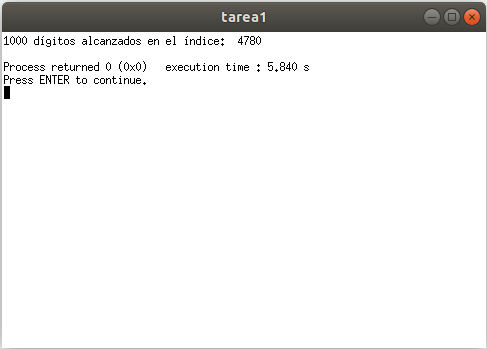 tarea1
1000 dígitos alcanzados en el índice:  4780
Process returned 0 (0x0)   execution time : 5.840 s
Press ENTER to continue.